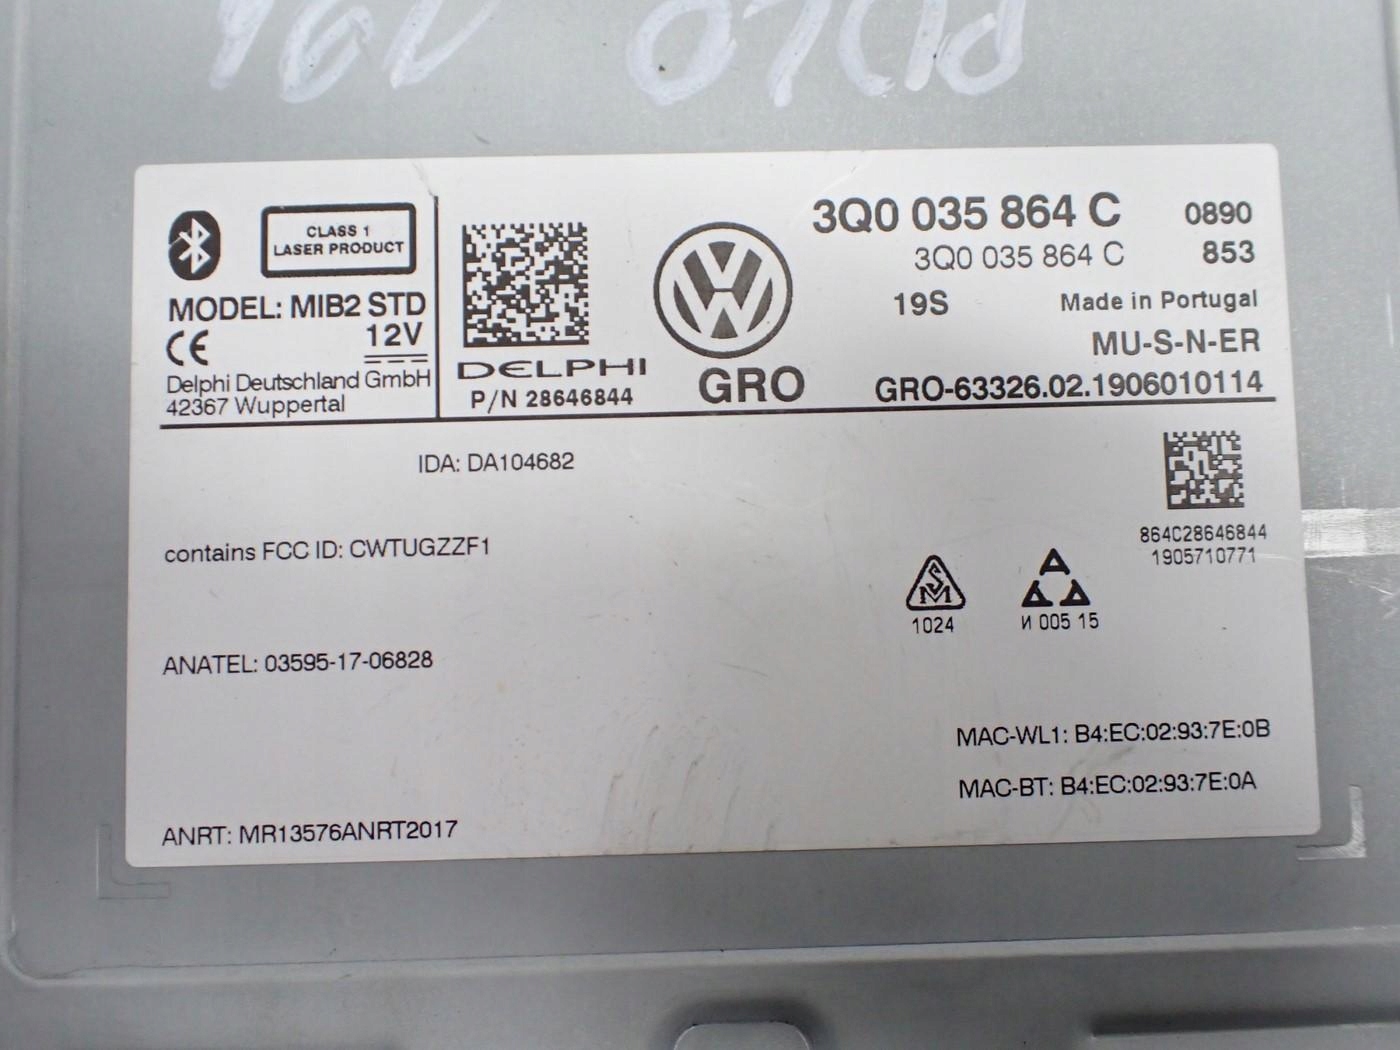 POLO 19A
CLASS 1
LASER PRODUCT
MODEL: MIB2 STD
12V
CE
Delphi Deutschland GmbH
42367 Wuppertal
DELPHI
P/N 28646844
GRO
3Q0 035 864 C 0890
3Q0 035 864 C 853
19S Made in Portugal
MU-S-N-ER
GRO-63326.02.1906010114
IDA: DA104682
864C28646844
1905710771
contains FCC ID: CWTUGZZF1
SM
1024
И 005 15
ANATEL: 03595-17-06828
MAC-WL1: B4:EC:02:93:7E:0B
MAC-BT: B4:EC:02:93:7E:0A
ANRT: MR13576ANRT2017